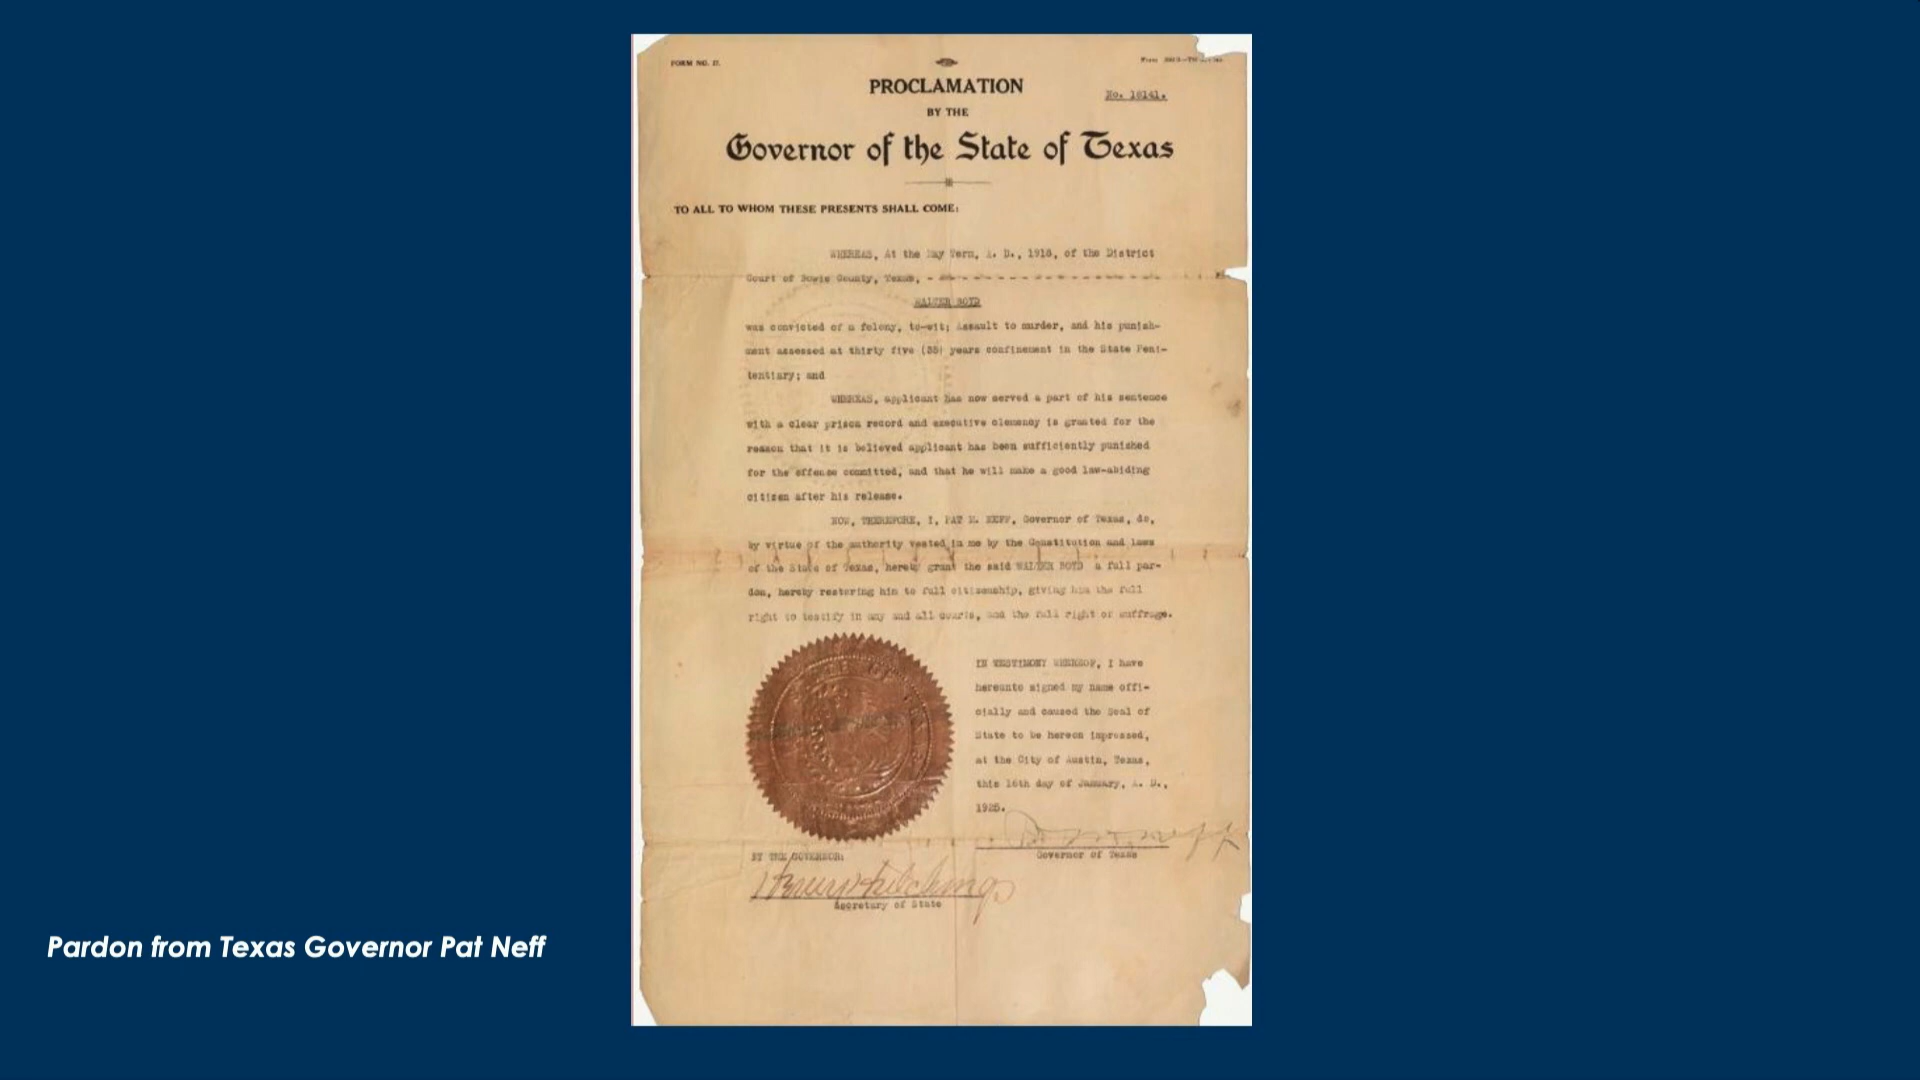 FORM NO. 17.
PROCLAMATION
No. 18141.
BY THE
Governor of the State of Texas
TO ALL TO WHOM THESE PRESENTS SHALL COME:
WHEREAS, At the May Term, A. D., 1918, of the District
Court of Bowie County, Texas,
WALTER BOYD
was convicted of a felony, to-wit; Assault to murder, and his punish-
ment assessed at thirty five (35) years confinement in the State Peni-
tentiary; and
WHEREAS, applicant has now served a part of his sentence
with a clear prison record and executive clemency is granted for the
reason that it is believed applicant has been sufficiently punished
for the offense committed, and that he will make a good law-abiding
citizen after his release.
NOW, THEREFORE, I, PAT M. NEFF, Governor of Texas, do,
by virtue of the authority vested in me by the Constitution and laws
of the State of Texas, hereby grant the said WALTER BOYD a full par-
don, hereby restoring him to full citizenship, giving him the full
right to testify in any and all courts, and the full right of suffrage.
IN TESTIMONY WHEREOF, I have
hereunto signed my name offi-
cially and caused the Seal of
State to be hereon impressed,
at the City of Austin, Texas,
this 16th day of January, A. D.,
1925.
Pat M. Neff
Governor of Texas
BY THE GOVERNOR:
Secretary of State
Pardon from Texas Governor Pat Neff